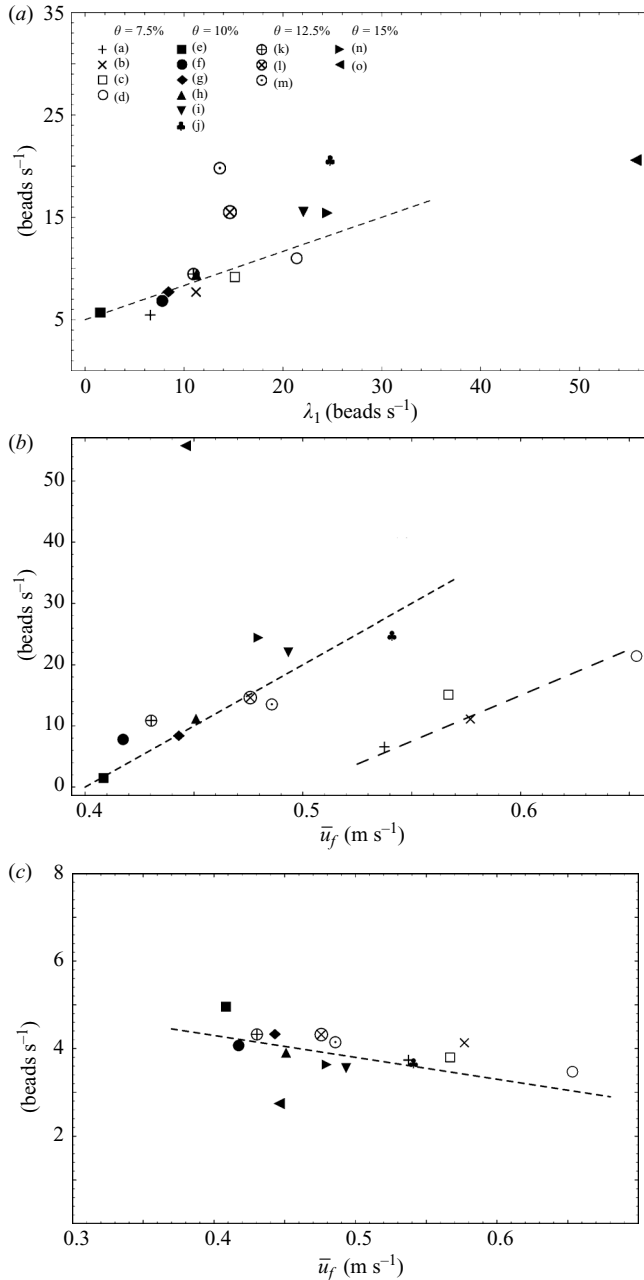 (a)
35
25
15
5
(beads s⁻¹)
θ = 7.5% θ = 10% θ = 12.5% θ = 15%
(a) (e) (k) (n)
(b) (f) (l) (o)
(c) (g) (m)
(d) (h)
(i)
(j)
0 10 20 30 40 50
λ₁ (beads s⁻¹)
(b)
50
40
30
20
10
0
(beads s⁻¹)
0.4 0.5 0.6
u̅f (m s⁻¹)
(c)
8
6
4
2
(beads s⁻¹)
0.3 0.4 0.5 0.6
u̅f (m s⁻¹)